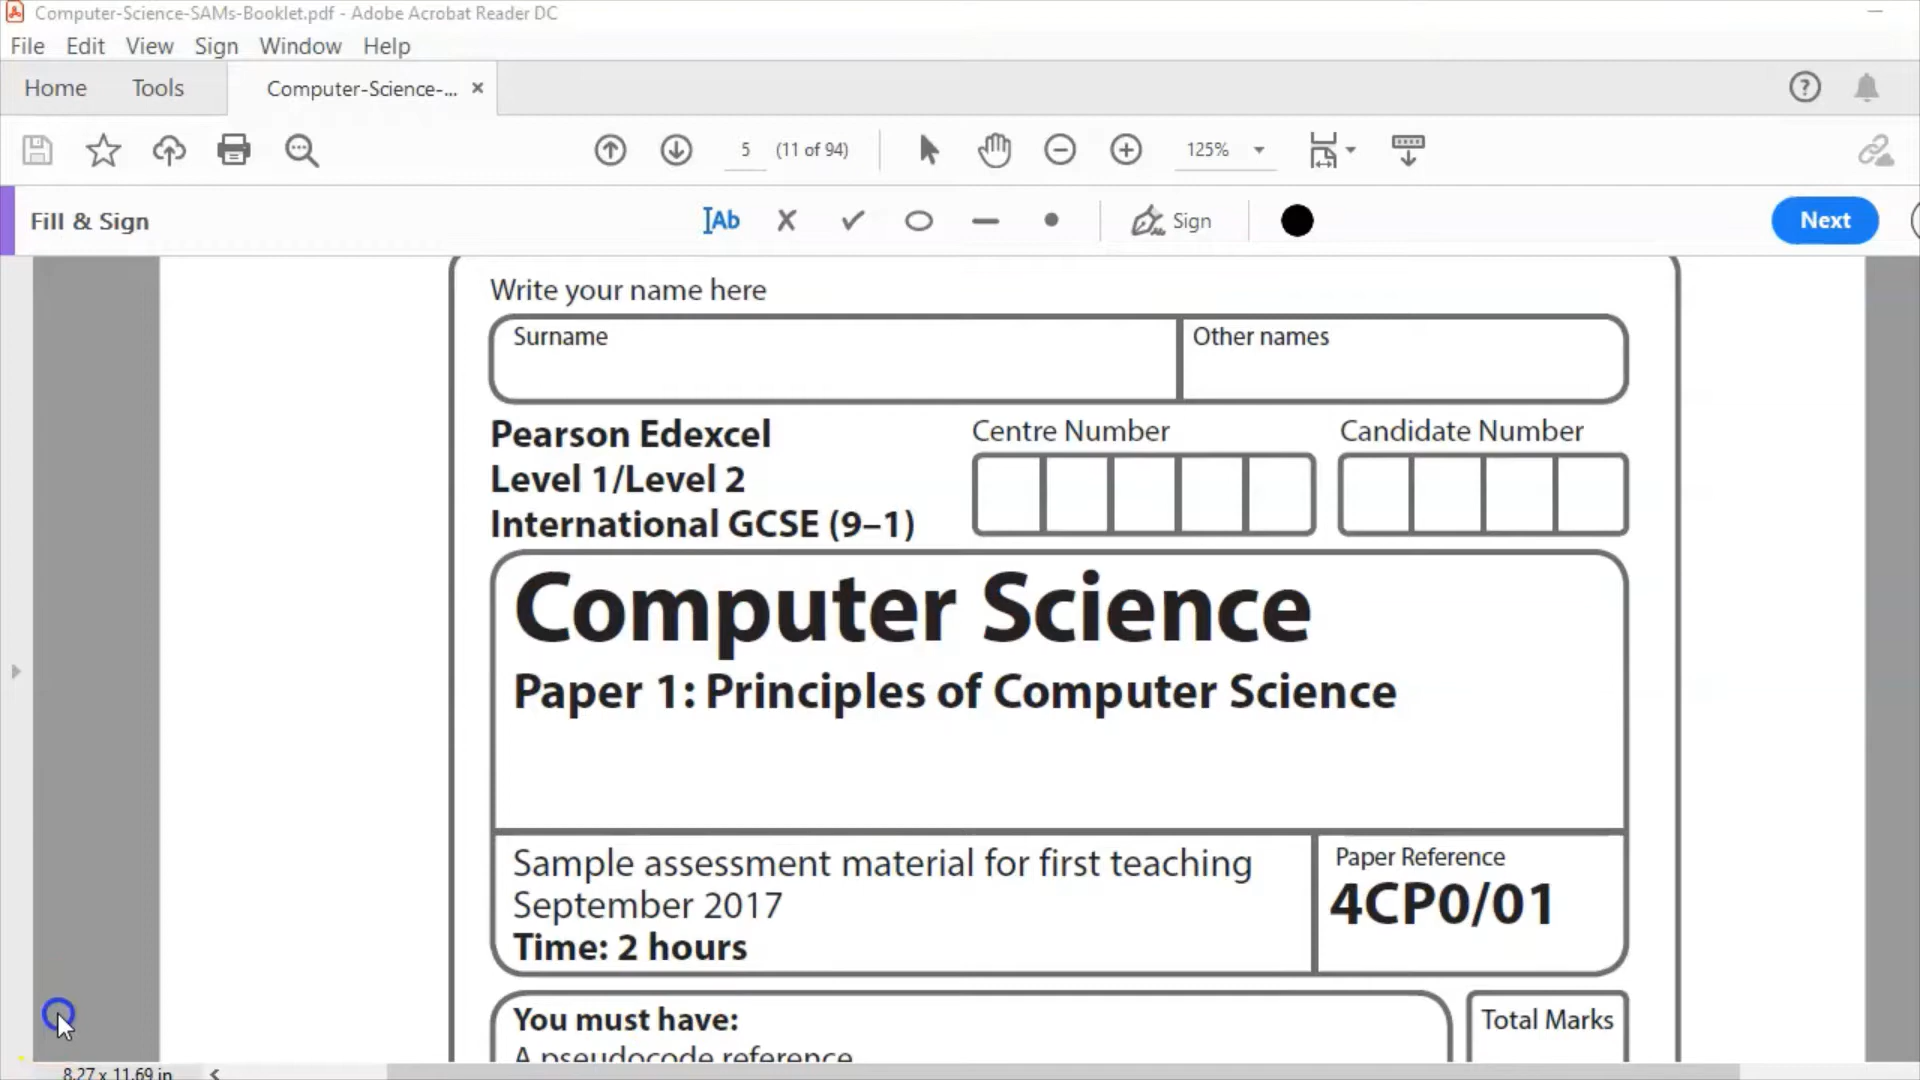 Computer-Science-SAMs-Booklet.pdf - Adobe Acrobat Reader DC
File Edit View Sign Window Help
Home Tools Computer-Science-... ×
5 (11 of 94) 125%
Fill & Sign Ab Sign Next
Write your name here
Surname Other names
Pearson Edexcel
Level 1/Level 2
International GCSE (9–1)
Centre Number Candidate Number
Computer Science
Paper 1: Principles of Computer Science
Sample assessment material for first teaching
September 2017
Time: 2 hours
Paper Reference
4CP0/01
You must have:
A pseudocode reference
Total Marks
8.27 x 11.69 in